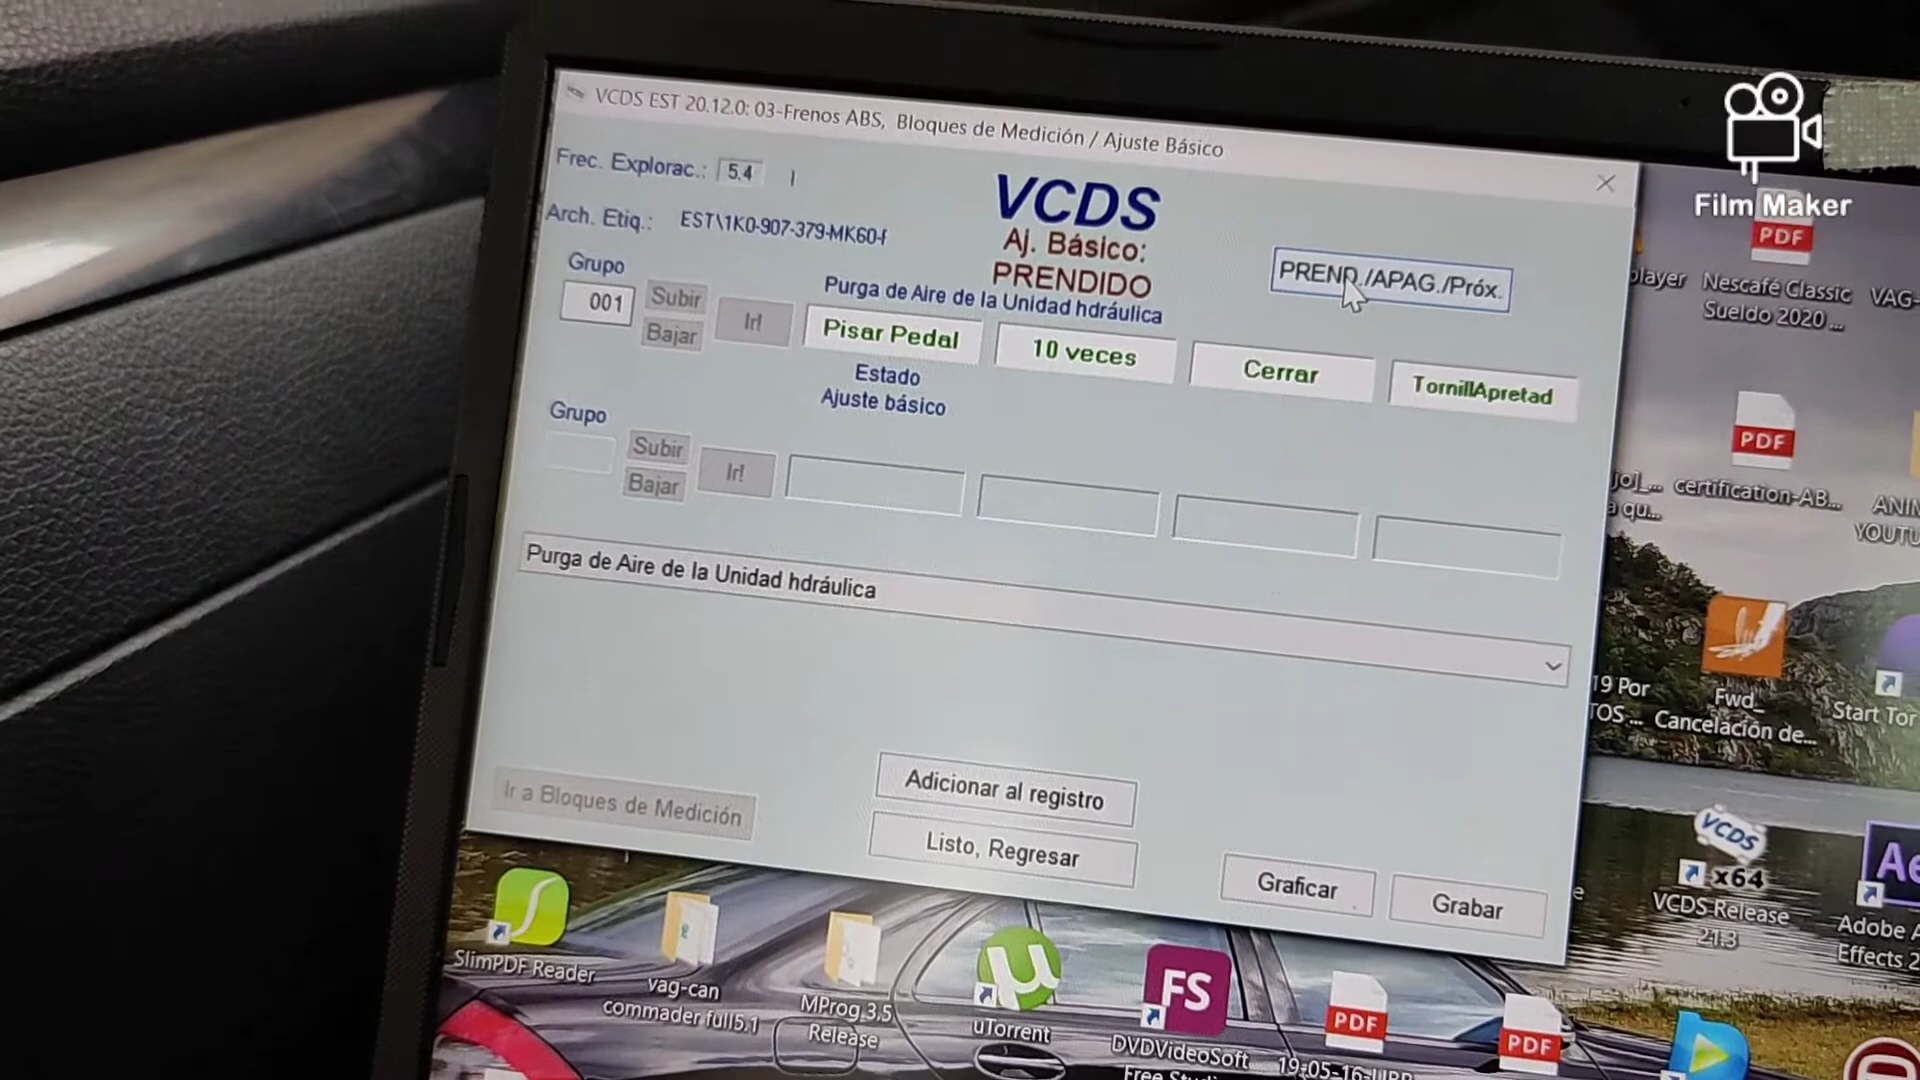 Film Maker
VCDS EST 20.12.0: 03-Frenos ABS, Bloques de Medición / Ajuste Básico
Frec. Explorac.: 5.4
Arch. Etiq.: EST\1K0-907-379-MK60-f
VCDS
Aj. Básico:
PRENDIDO
PREND./APAG./Próx.
Grupo
001
Subir
Bajar
Ir!
Purga de Aire de la Unidad hdráulica
Pisar Pedal
10 veces
Cerrar
TornillApretad
Estado
Ajuste básico
Grupo
Subir
Bajar
Ir!
Purga de Aire de la Unidad hdráulica
Ir a Bloques de Medición
Adicionar al registro
Listo, Regresar
Graficar
Grabar
PDF
player
Nescafé Classic
Sueldo 2020 ...
VAG-
PDF
certification-AB...
YOUTU
19 Por
Fwd_
Cancelación de...
Start Tor
VCDS
x64
VCDS Release
21.3
Ae
Adobe A
Effects 2
SlimPDF Reader
vag-can
commader full5.1
MProg 3.5
Release
µ
uTorrent
FS
DVDVideoSoft
PDF
PDF